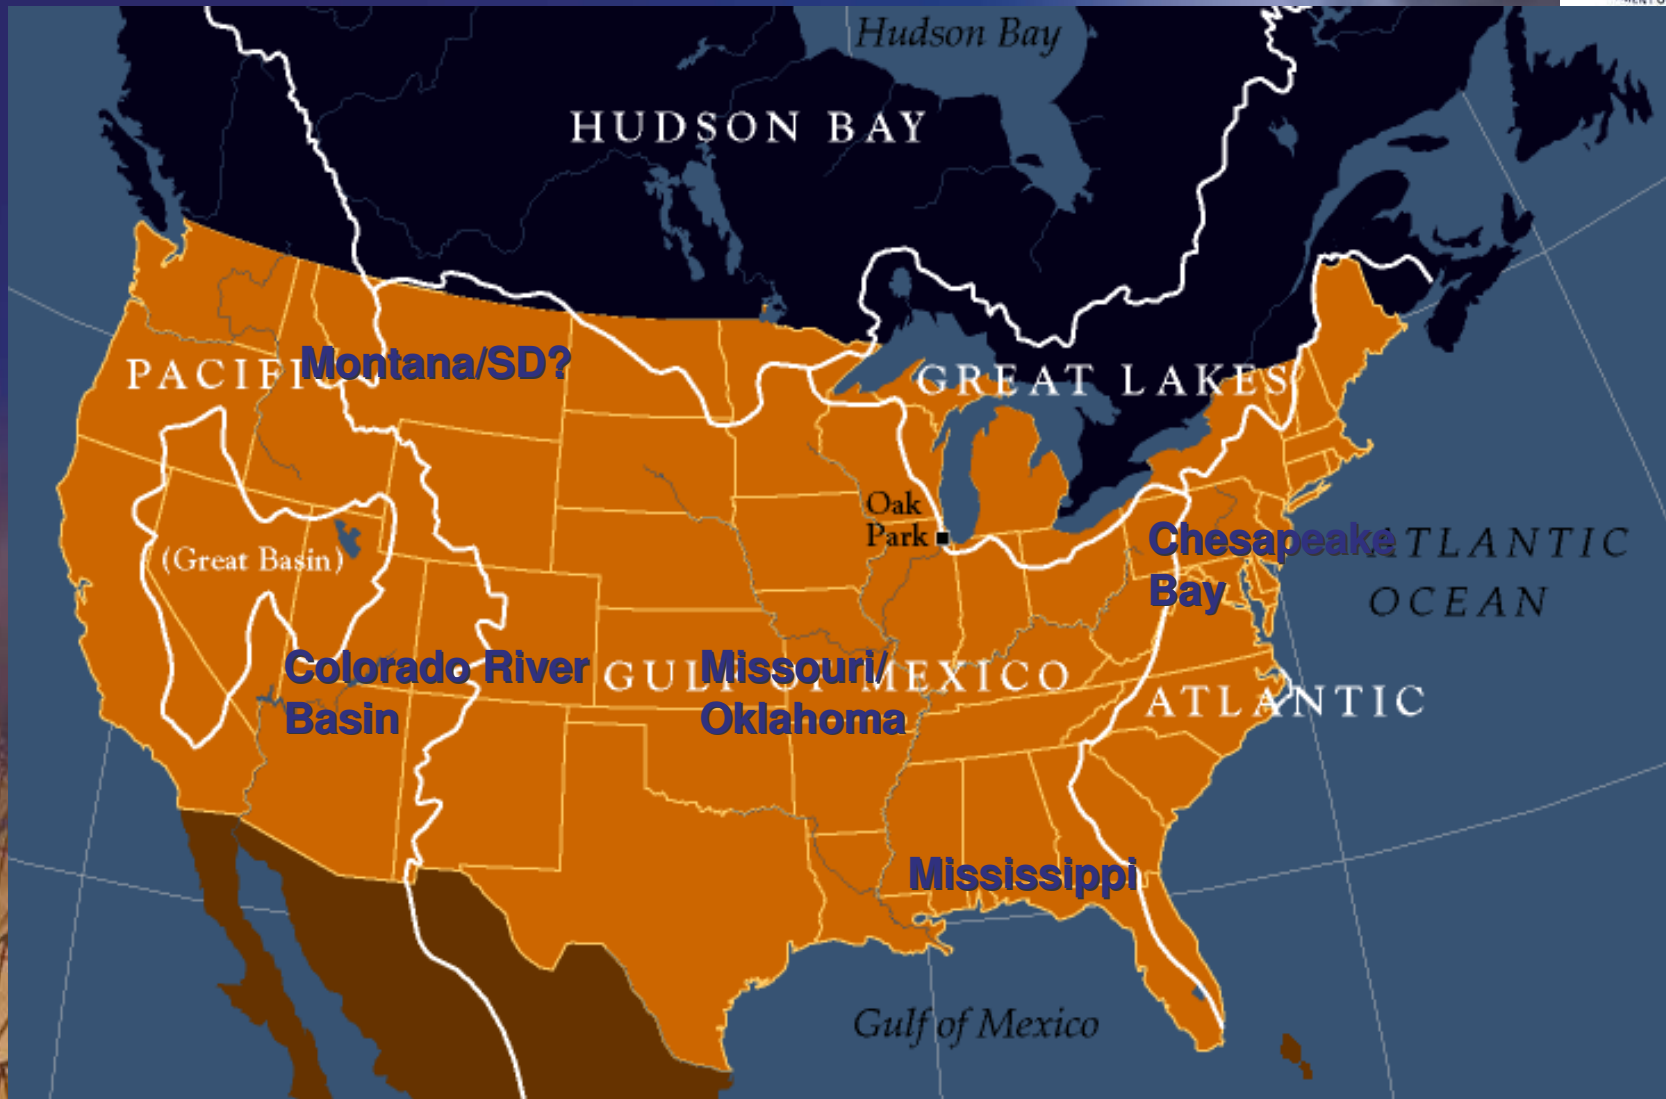 Hudson Bay
HUDSON BAY
Montana/SD?
PACIFI
GREAT LAKES
Oak
Park
(Great Basin)
Chesapeake
Bay
ATLANTIC
OCEAN
Colorado River
Basin
GULF OF MEXICO
Missouri/
Oklahoma
ATLANTIC
Mississippi
Gulf of Mexico